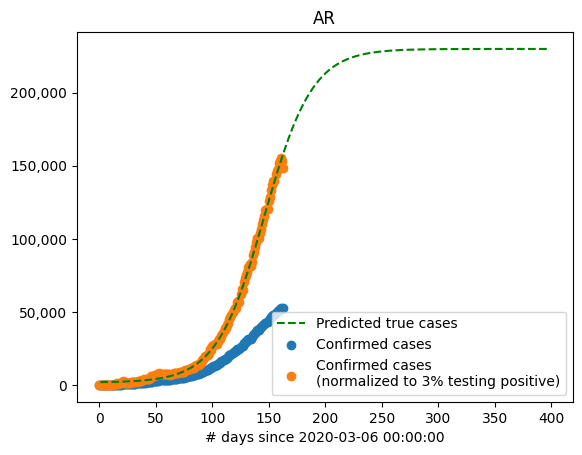 AR
200,000
150,000
100,000
50,000
0
Predicted true cases
Confirmed cases
Confirmed cases
(normalized to 3% testing positive)
0 50 100 150 200 250 300 350 400
# days since 2020-03-06 00:00:00